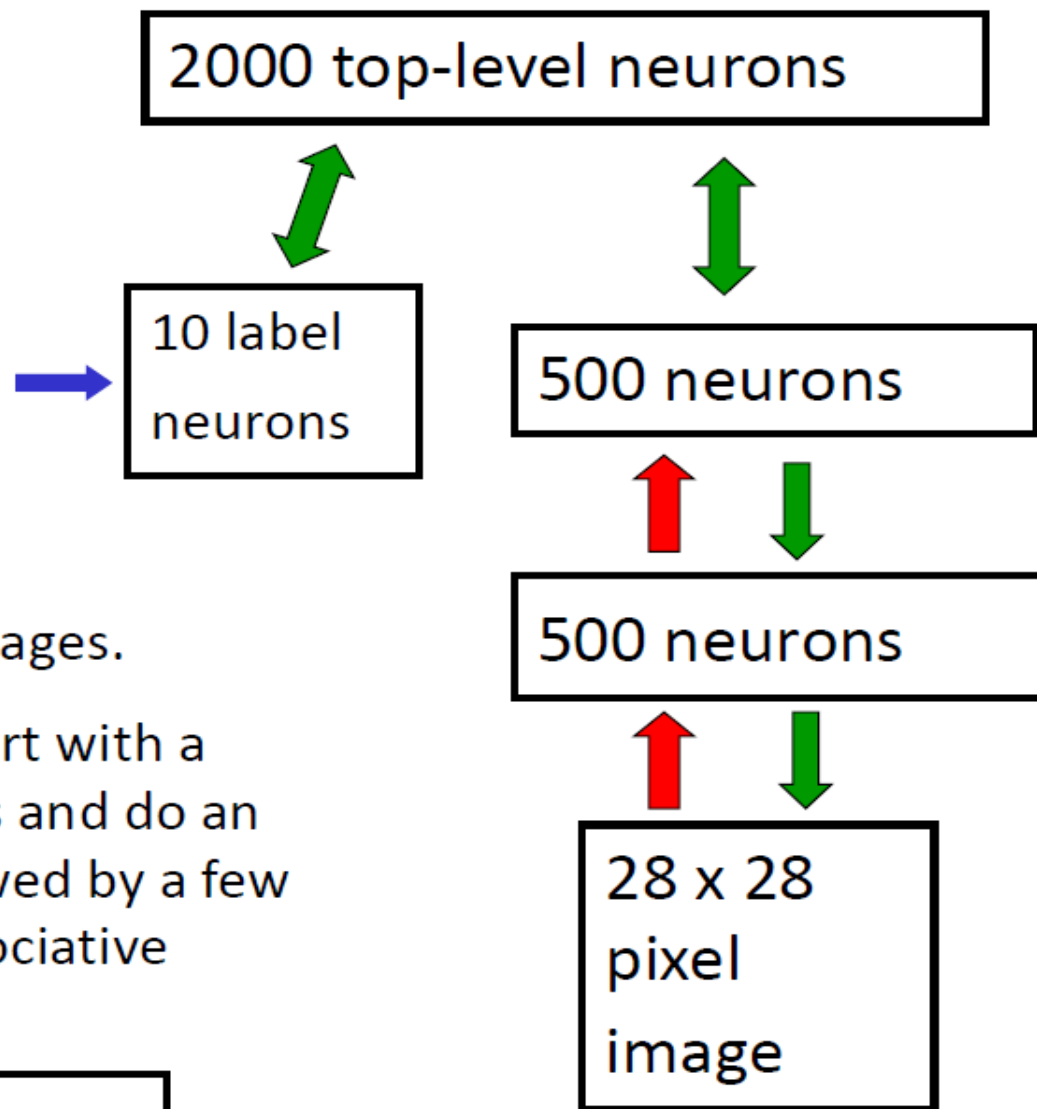 2000 top-level neurons
10 label
neurons
500 neurons
500 neurons
ages.
rt with a
s and do an
ved by a few
ociative
28 x 28
pixel
image